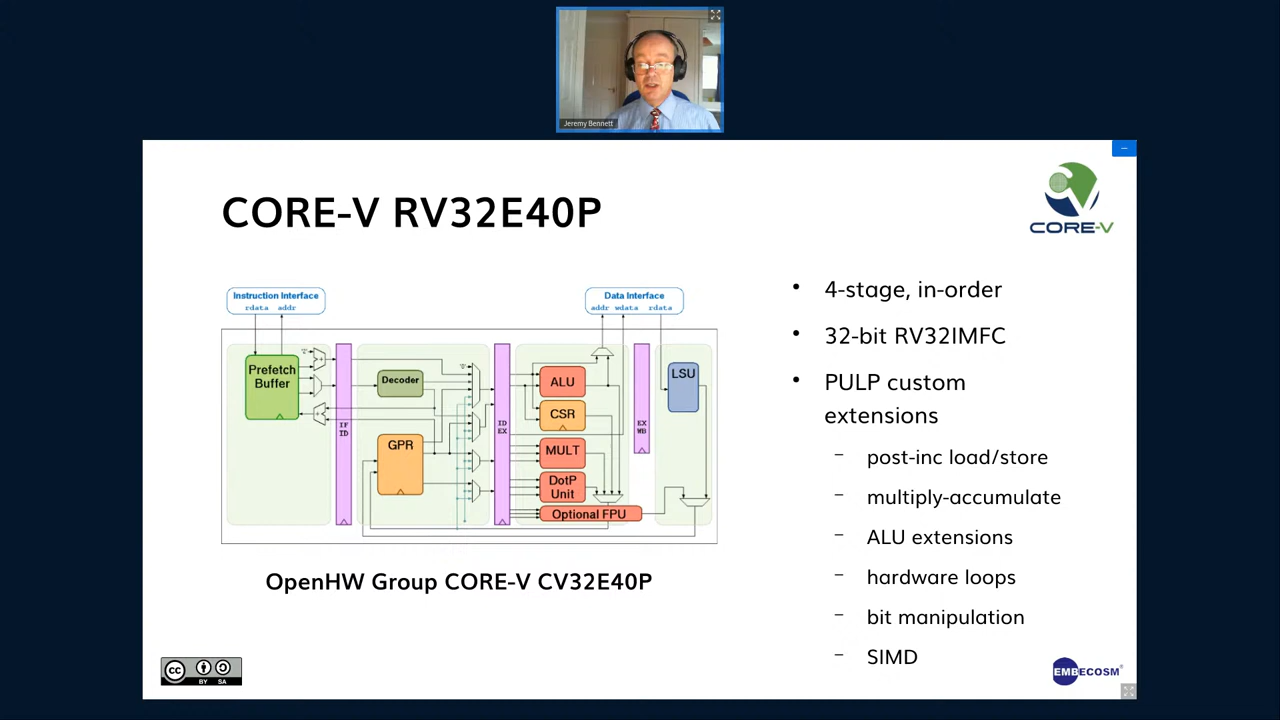 Jeremy Bennett
CORE-V RV32E40P
CORE-V
Instruction Interface
rdata addr
Data Interface
addr wdata rdata
Prefetch
Buffer
Decoder
GPR
IF
ID
ID
EX
ALU
CSR
MULT
DotP
Unit
Optional FPU
EX
WB
LSU
OpenHW Group CORE-V CV32E40P
• 4-stage, in-order
• 32-bit RV32IMFC
• PULP custom
extensions
– post-inc load/store
– multiply-accumulate
– ALU extensions
– hardware loops
– bit manipulation
– SIMD
cc
BY SA
EMBECOSM®